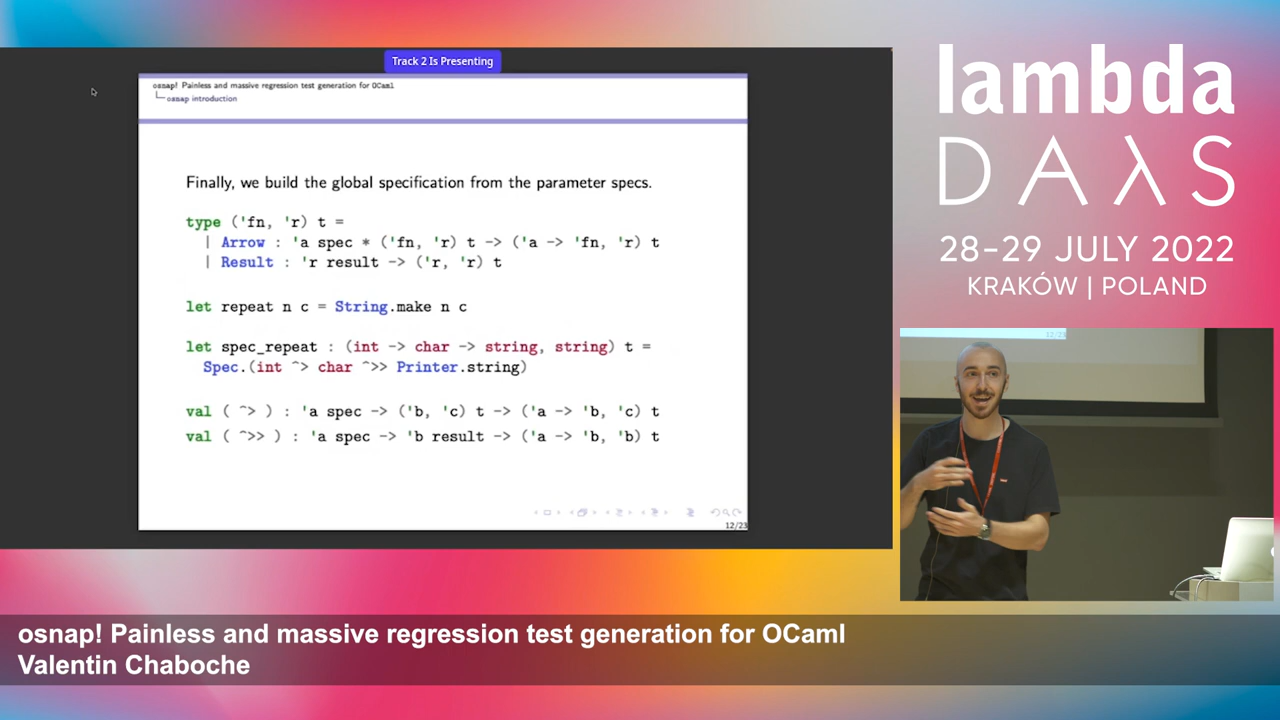 Track 2 Is Presenting
osnap! Painless and massive regression test generation for OCaml
osnap introduction
Finally, we build the global specification from the parameter specs.
type ('fn, 'r) t =
| Arrow : 'a spec * ('fn, 'r) t -> ('a -> 'fn, 'r) t
| Result : 'r result -> ('r, 'r) t
let repeat n c = String.make n c
let spec_repeat : (int -> char -> string, string) t =
Spec.(int ^> char ^>> Printer.string)
val ( ^> ) : 'a spec -> ('b, 'c) t -> ('a -> 'b, 'c) t
val ( ^>> ) : 'a spec -> 'b result -> ('a -> 'b, 'b) t
12/23
lambda
DAλS
28–29 JULY 2022
KRAKÓW | POLAND
12/23
osnap! Painless and massive regression test generation for OCaml
Valentin Chaboche